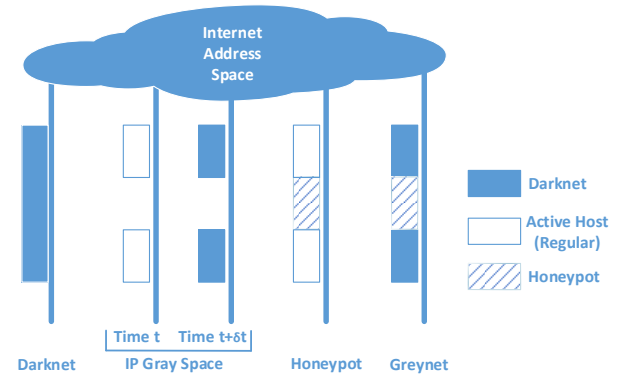 Internet
Address
Space
Darknet
Active Host
(Regular)
Honeypot
Time t
Time t+δt
Darknet
IP Gray Space
Honeypot
Greynet